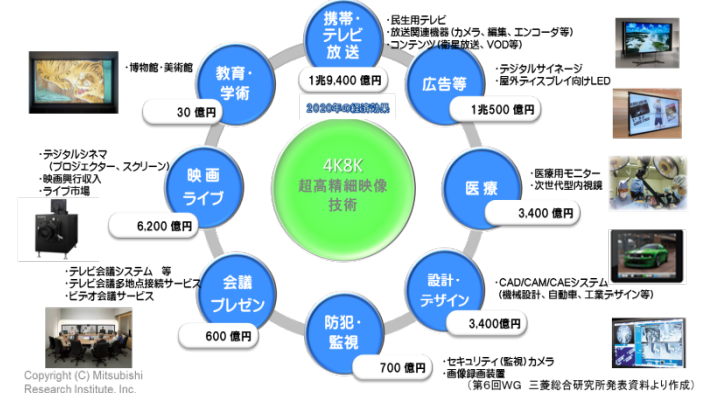 携帯・
テレビ
放送
1兆9,400 億円
・民生用テレビ
・放送関連機器(カメラ、編集、エンコーダ等)
・コンテンツ(衛星放送、VOD等)
広告等
1兆500 億円
・デジタルサイネージ
・屋外ディスプレイ向けLED
医療
3,400 億円
・医療用モニター
・次世代型内視鏡
設計・
デザイン
3,400億円
・CAD/CAM/CAEシステム
(機械設計、自動車、工業デザイン等)
防犯・
監視
700 億円
・セキュリティ(監視)カメラ
・画像録画装置
会議
プレゼン
600 億円
・テレビ会議システム 等
・テレビ会議多地点接続サービス
・ビデオ会議サービス
映画
ライブ
6,200 億円
・デジタルシネマ
(プロジェクター、スクリーン)
・映画興行収入
・ライブ市場
教育・
学術
30 億円
・博物館・美術館
2020年の経済効果
4K8K
超高精細映像
技術
Copyright (C) Mitsubishi
Research Institute, Inc.
(第6回WG 三菱総合研究所発表資料より作成)